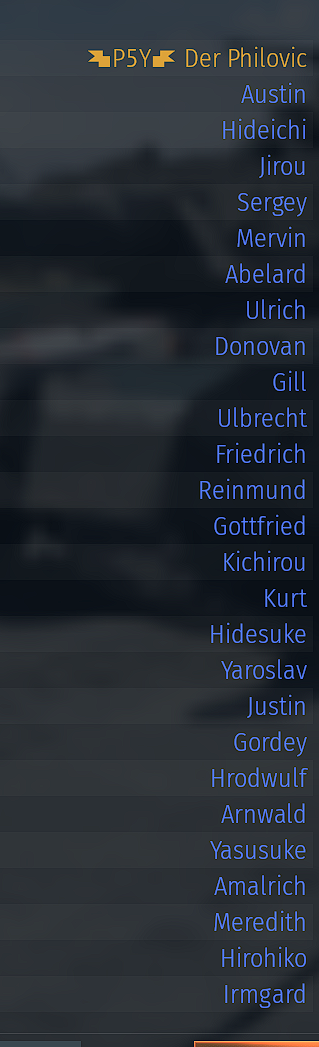 P5Y Der Philovic
Austin
Hideichi
Jirou
Sergey
Mervin
Abelard
Ulrich
Donovan
Gill
Ulbrecht
Friedrich
Reinmund
Gottfried
Kichirou
Kurt
Hidesuke
Yaroslav
Justin
Gordey
Hrodwulf
Arnwald
Yasusuke
Amalrich
Meredith
Hirohiko
Irmgard